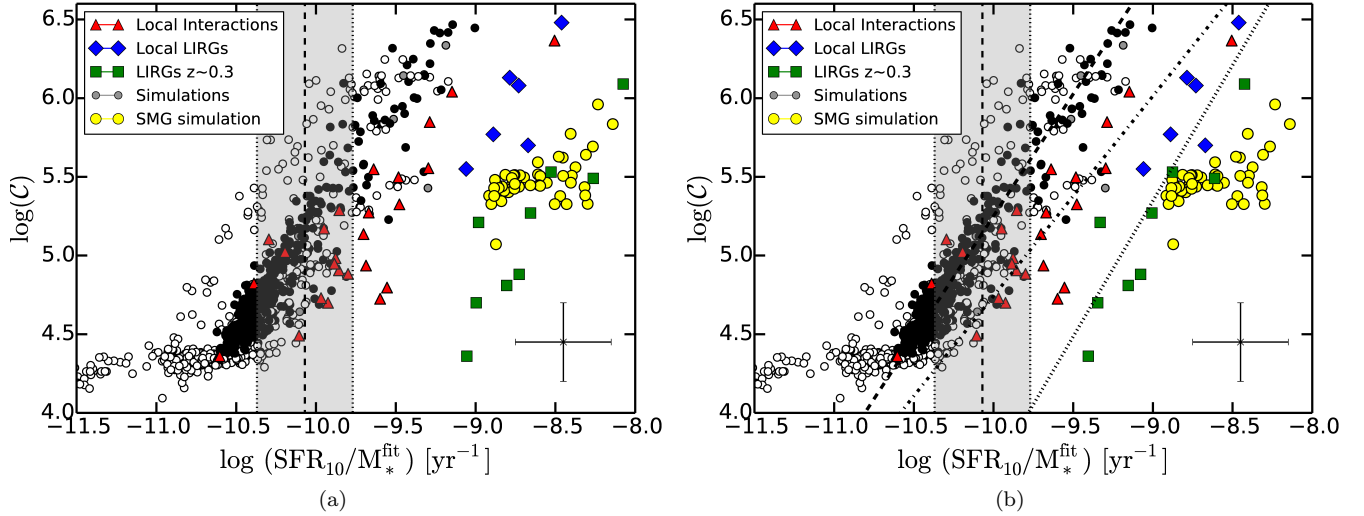 6.5
6.0
5.5
5.0
4.5
4.0
log(C)
Local Interactions
Local LIRGs
LIRGs z~0.3
Simulations
SMG simulation
−11.5 −11.0 −10.5 −10.0 −9.5 −9.0 −8.5 −8.0
log (SFR₁₀/M*^fit) [yr⁻¹]
(a)
6.5
6.0
5.5
5.0
4.5
4.0
log(C)
Local Interactions
Local LIRGs
LIRGs z~0.3
Simulations
SMG simulation
−11.5 −11.0 −10.5 −10.0 −9.5 −9.0 −8.5 −8.0
log (SFR₁₀/M*^fit) [yr⁻¹]
(b)